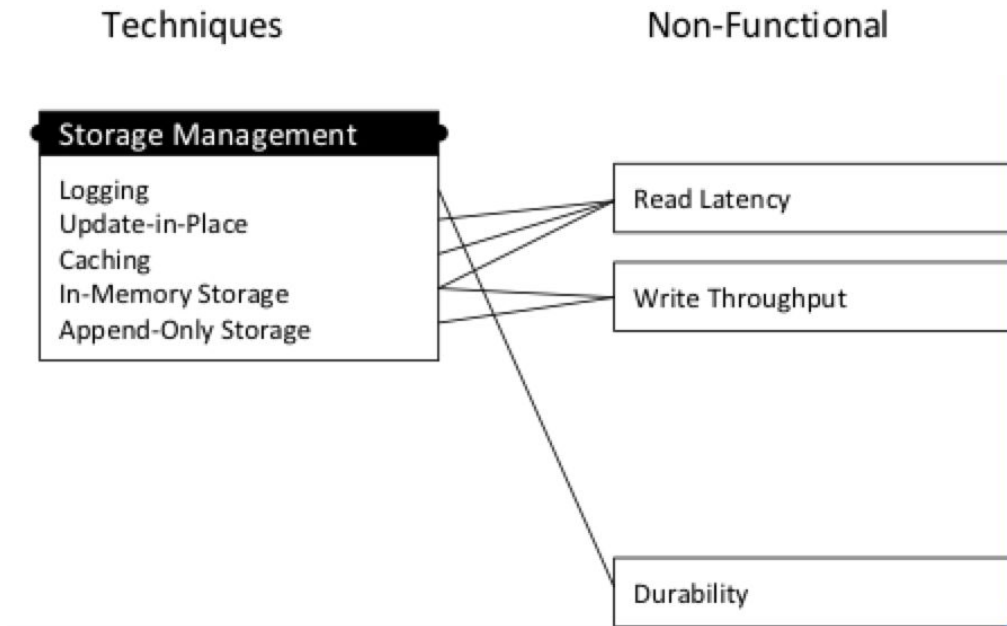 Techniques
Non-Functional
Storage Management
Logging
Update-in-Place
Caching
In-Memory Storage
Append-Only Storage
Read Latency
Write Throughput
Durability